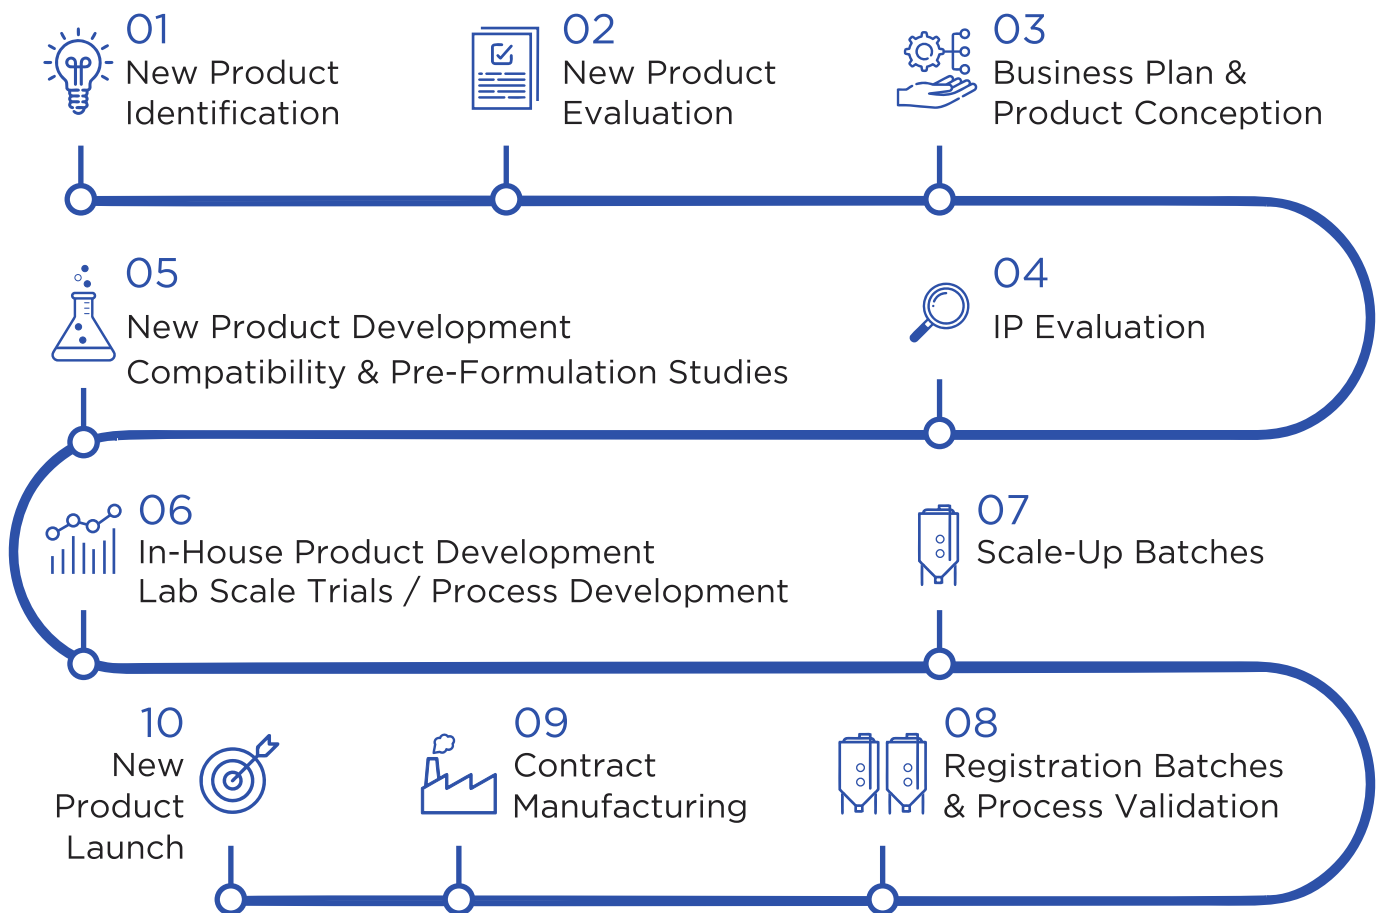 01
New Product
Identification
02
New Product
Evaluation
03
Business Plan &
Product Conception
04
IP Evaluation
05
New Product Development
Compatibility & Pre-Formulation Studies
06
In-House Product Development
Lab Scale Trials / Process Development
07
Scale-Up Batches
08
Registration Batches
& Process Validation
09
Contract
Manufacturing
10
New
Product
Launch